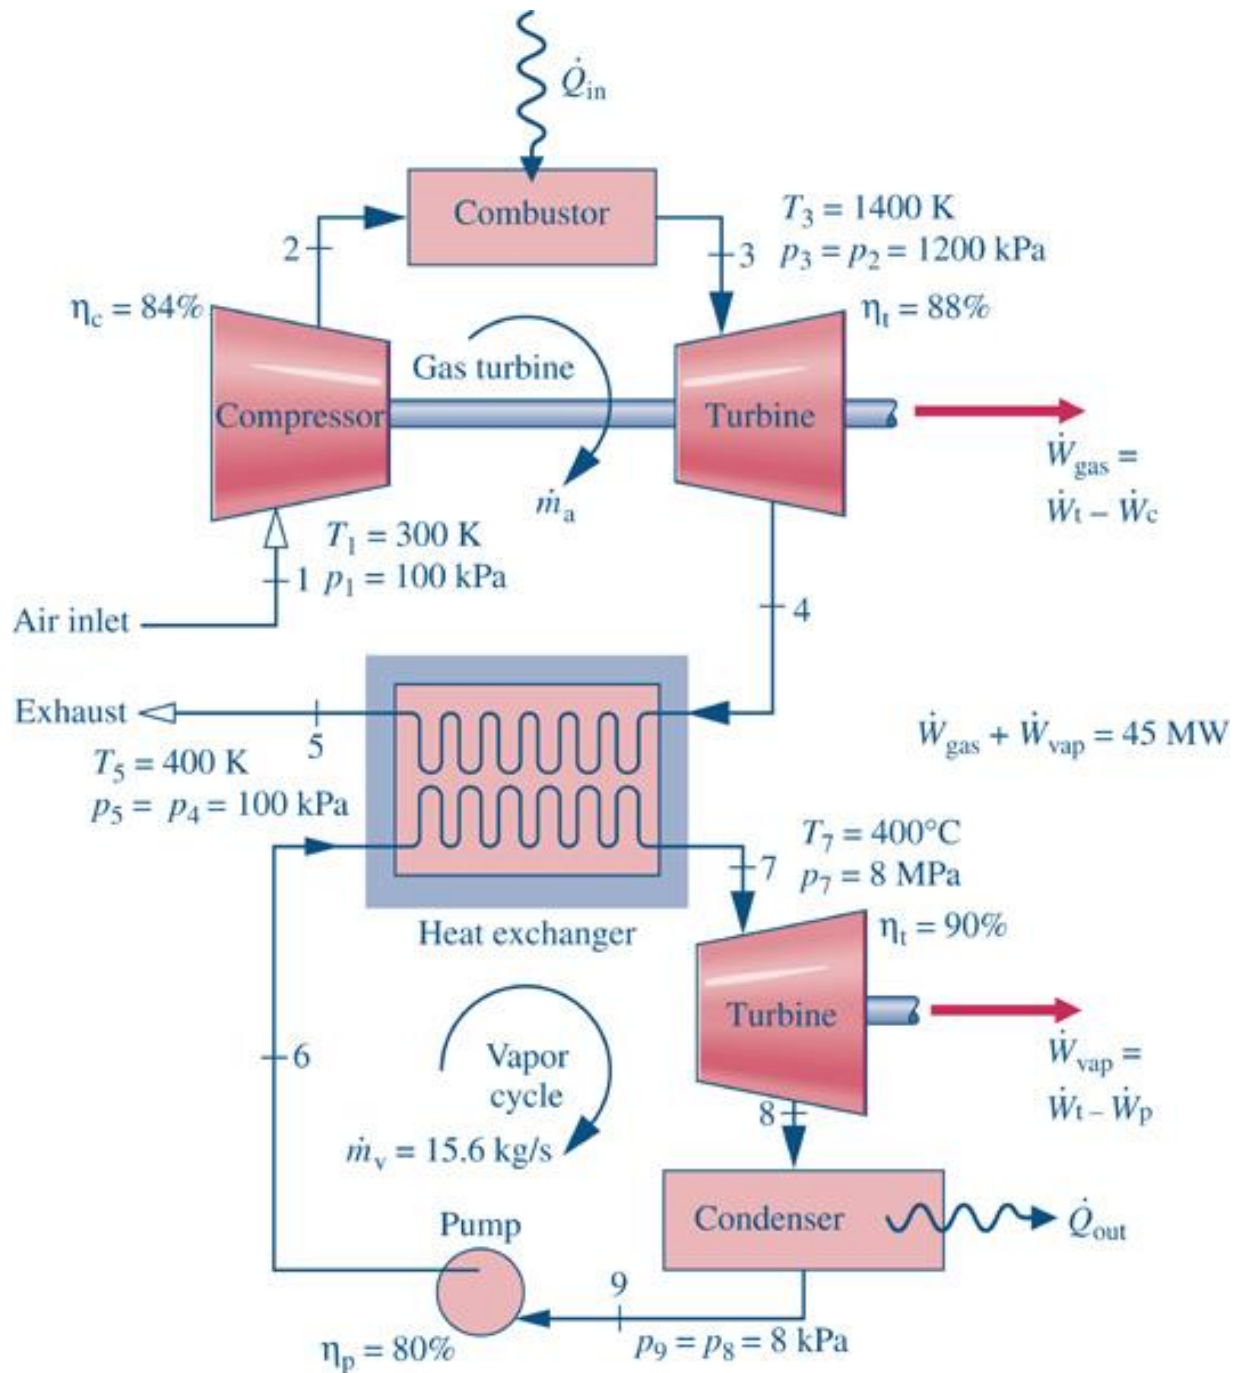 Q̇in
Combustor
T3 = 1400 K
p3 = p2 = 1200 kPa
2
3
ηc = 84%
ηt = 88%
Gas turbine
Compressor
Turbine
Ẇgas =
Ẇt – Ẇc
ṁa
T1 = 300 K
p1 = 100 kPa
1
Air inlet
4
Exhaust
5
T5 = 400 K
p5 = p4 = 100 kPa
Ẇgas + Ẇvap = 45 MW
T7 = 400°C
p7 = 8 MPa
7
Heat exchanger
ηt = 90%
Turbine
6
Vapor
cycle
ṁv = 15.6 kg/s
Ẇvap =
Ẇt – Ẇp
8
Condenser
Q̇out
Pump
9
p9 = p8 = 8 kPa
ηp = 80%